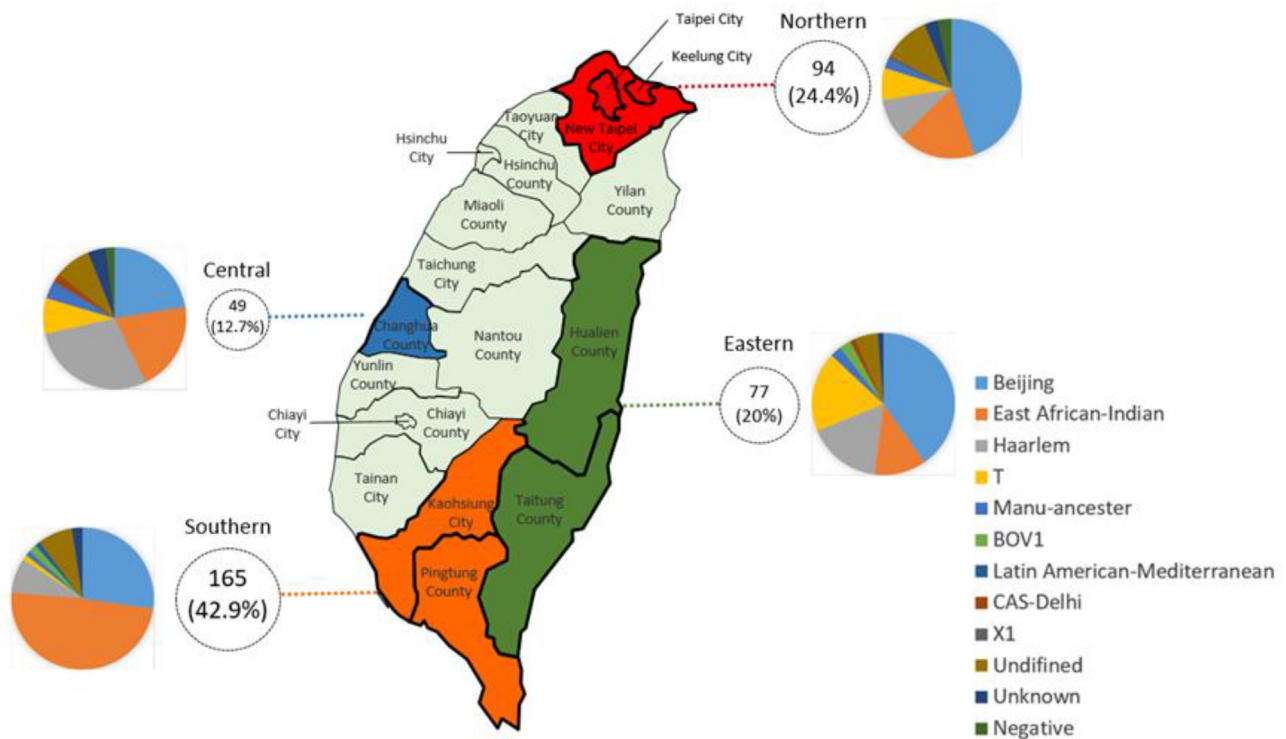 Taipei City
Northern
Keelung City
94
(24.4%)
Taoyuan
City
New Taipei
City
Hsinchu
City
Hsinchu
County
Yilan
County
Miaoli
County
Central
Taichung
City
49
(12.7%)
Changhua
County
Nantou
County
Hualien
County
Eastern
77
(20%)
Yunlin
County
Chiayi
City
Chiayi
County
Tainan
City
Kaohsiung
City
Taitung
County
Southern
165
(42.9%)
Pingtung
County
Beijing
East African-Indian
Haarlem
T
Manu-ancester
BOV1
Latin American-Mediterranean
CAS-Delhi
X1
Undifined
Unknown
Negative